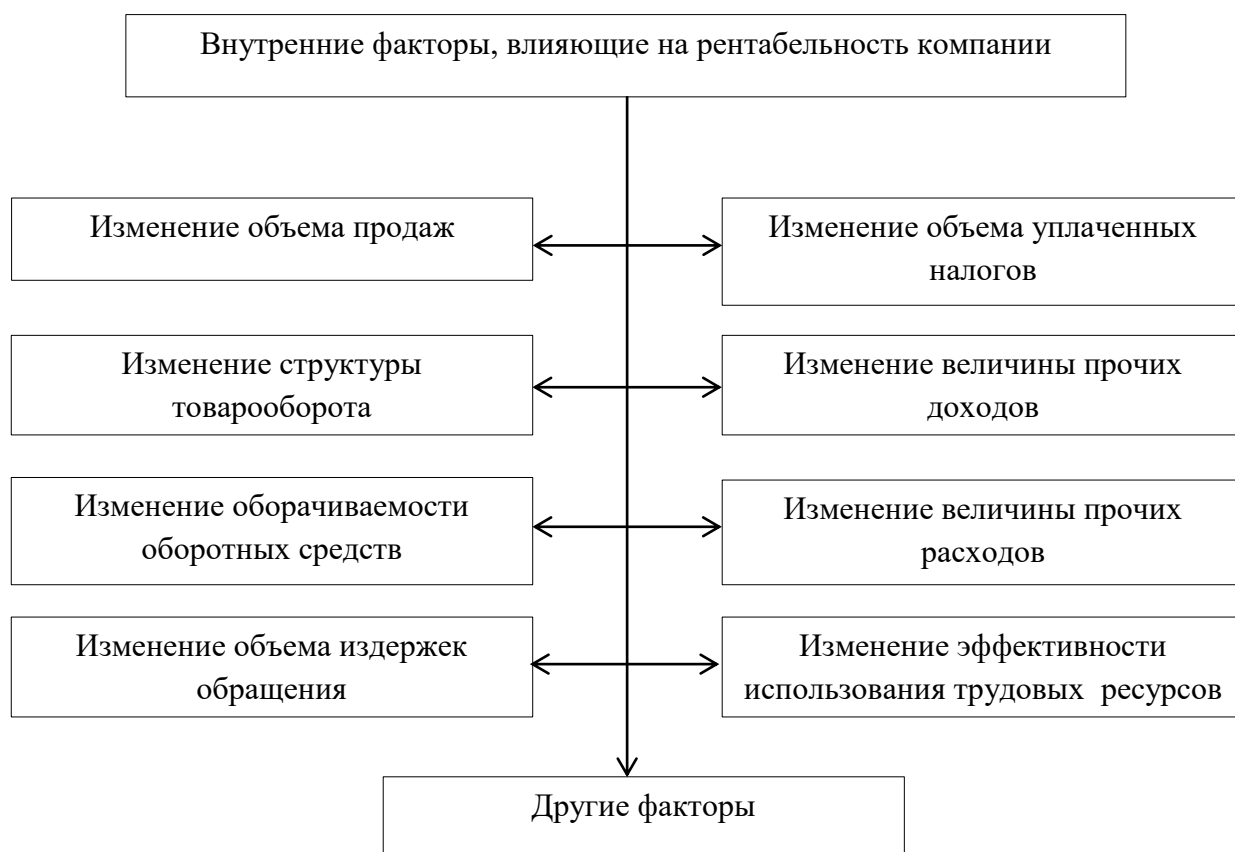 Внутренние факторы, влияющие на рентабельность компании
Изменение объема продаж
Изменение объема уплаченных
налогов
Изменение структуры
товарооборота
Изменение величины прочих
доходов
Изменение оборачиваемости
оборотных средств
Изменение величины прочих
расходов
Изменение объема издержек
обращения
Изменение эффективности
использования трудовых  ресурсов
Другие факторы